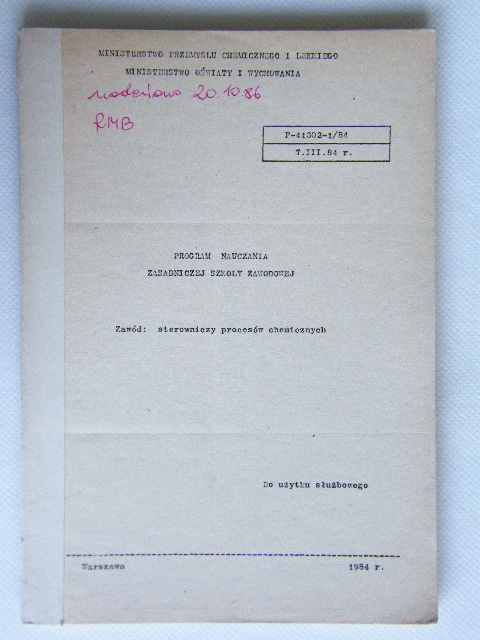 MINISTERSTWO PRZEMYSŁU CHEMICZNEGO I LEKKIEGO
MINISTERSTWO OŚWIATY I WYCHOWANIA
nadesłano 20.10.86
RMB
P-41302-1/84
7.III.84 r.
PROGRAM NAUCZANIA
ZASADNICZEJ SZKOŁY ZAWODOWEJ
Zawód: sterowniczy procesów chemicznych
Do użytku służbowego
Warszawa 1984 r.